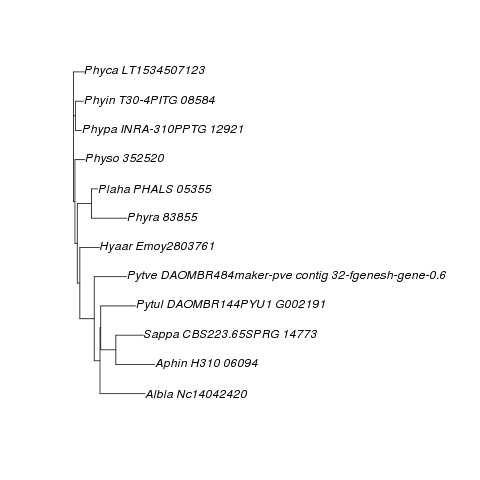 Phyca LT1534507123
Phyin T30-4PITG 08584
Phypa INRA-310PPTG 12921
Physo 352520
Plaha PHALS 05355
Phyra 83855
Hyaar Emoy2803761
Pytve DAOMBR484maker-pve contig 32-fgenesh-gene-0.6
Pytul DAOMBR144PYU1 G002191
Sappa CBS223.65SPRG 14773
Aphin H310 06094
Albla Nc14042420